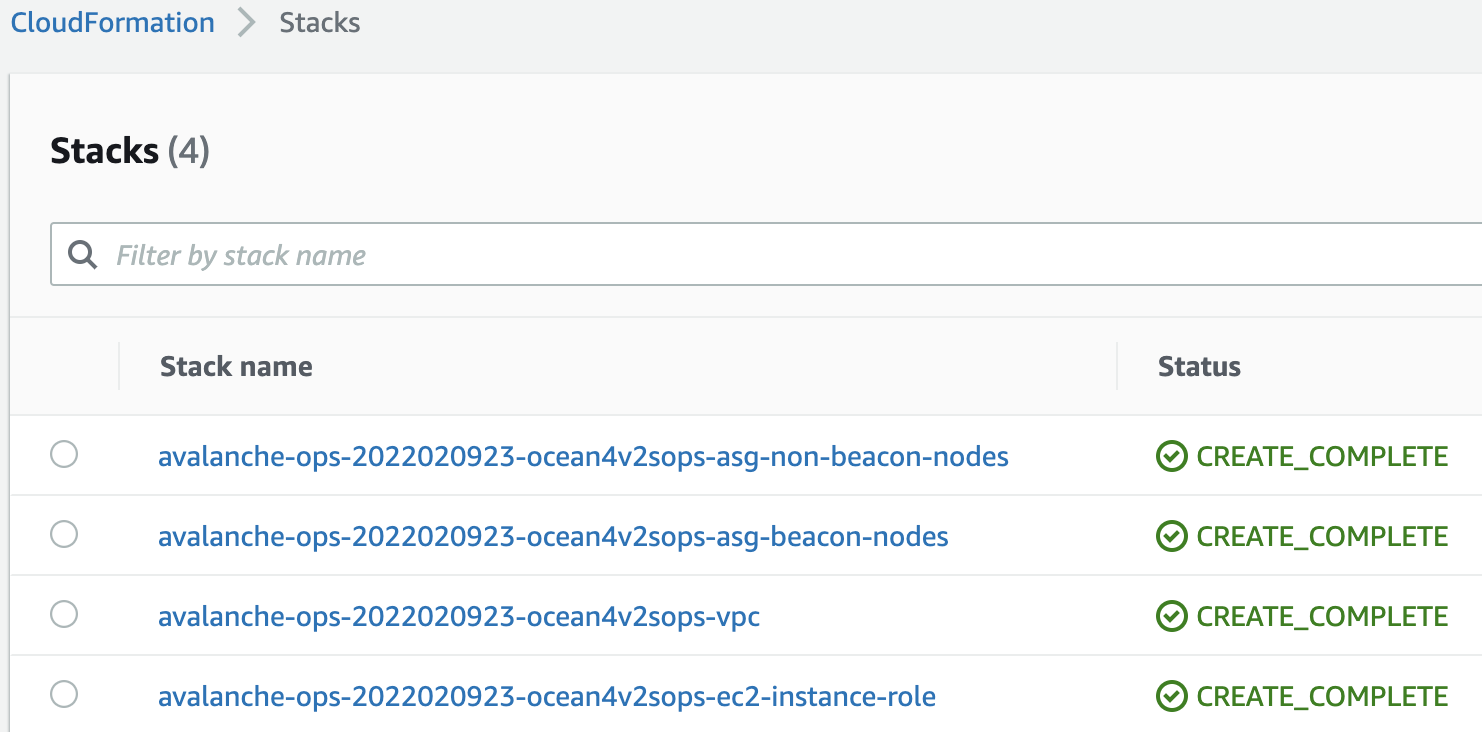 CloudFormation > Stacks
Stacks (4)
Filter by stack name
Stack name Status
avalanche-ops-2022020923-ocean4v2sops-asg-non-beacon-nodes CREATE_COMPLETE
avalanche-ops-2022020923-ocean4v2sops-asg-beacon-nodes CREATE_COMPLETE
avalanche-ops-2022020923-ocean4v2sops-vpc CREATE_COMPLETE
avalanche-ops-2022020923-ocean4v2sops-ec2-instance-role CREATE_COMPLETE